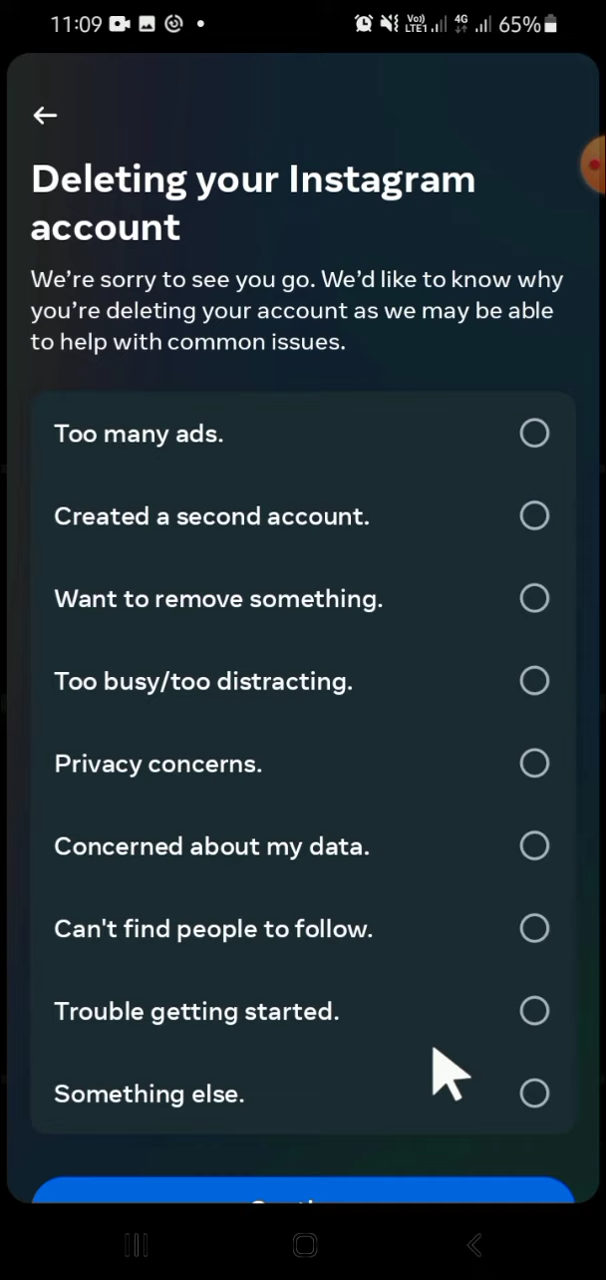 11:09 Vo)) LTE1 4G 65%
Deleting your Instagram
account
We’re sorry to see you go. We’d like to know why
you’re deleting your account as we may be able
to help with common issues.
Too many ads.
Created a second account.
Want to remove something.
Too busy/too distracting.
Privacy concerns.
Concerned about my data.
Can't find people to follow.
Trouble getting started.
Something else.